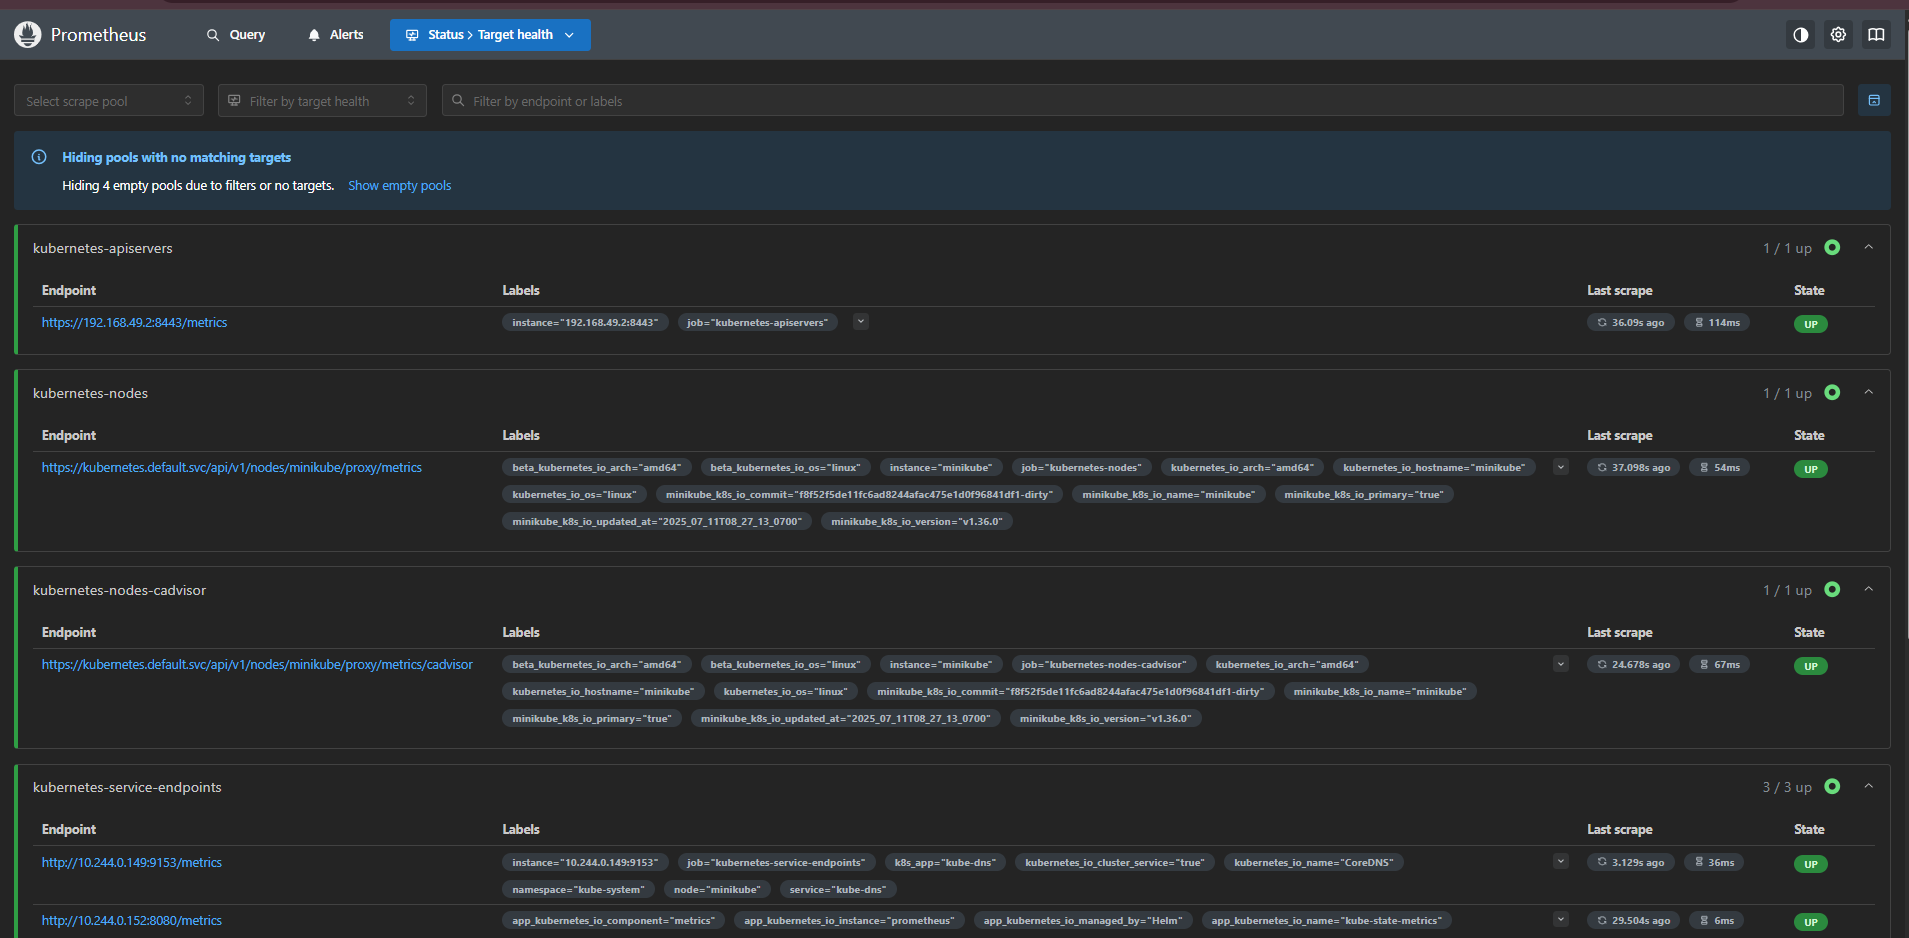 Prometheus Query Alerts Status > Target health
Select scrape pool Filter by target health Filter by endpoint or labels
Hiding pools with no matching targets
Hiding 4 empty pools due to filters or no targets. Show empty pools
kubernetes-apiservers 1 / 1 up
Endpoint Labels Last scrape State
https://192.168.49.2:8443/metrics instance="192.168.49.2:8443" job="kubernetes-apiservers" 36.09s ago 114ms UP
kubernetes-nodes 1 / 1 up
Endpoint Labels Last scrape State
https://kubernetes.default.svc/api/v1/nodes/minikube/proxy/metrics beta_kubernetes_io_arch="amd64" beta_kubernetes_io_os="linux" instance="minikube" job="kubernetes-nodes" kubernetes_io_arch="amd64" kubernetes_io_hostname="minikube" 37.098s ago 54ms UP
kubernetes_io_os="linux" minikube_k8s_io_commit="f8f52f5de11fc6ad8244afac475e1d0f96841df1-dirty" minikube_k8s_io_name="minikube" minikube_k8s_io_primary="true"
minikube_k8s_io_updated_at="2025_07_11T08_27_13_0700" minikube_k8s_io_version="v1.36.0"
kubernetes-nodes-cadvisor 1 / 1 up
Endpoint Labels Last scrape State
https://kubernetes.default.svc/api/v1/nodes/minikube/proxy/metrics/cadvisor beta_kubernetes_io_arch="amd64" beta_kubernetes_io_os="linux" instance="minikube" job="kubernetes-nodes-cadvisor" kubernetes_io_arch="amd64" 24.678s ago 67ms UP
kubernetes_io_hostname="minikube" kubernetes_io_os="linux" minikube_k8s_io_commit="f8f52f5de11fc6ad8244afac475e1d0f96841df1-dirty" minikube_k8s_io_name="minikube"
minikube_k8s_io_primary="true" minikube_k8s_io_updated_at="2025_07_11T08_27_13_0700" minikube_k8s_io_version="v1.36.0"
kubernetes-service-endpoints 3 / 3 up
Endpoint Labels Last scrape State
http://10.244.0.149:9153/metrics instance="10.244.0.149:9153" job="kubernetes-service-endpoints" k8s_app="kube-dns" kubernetes_io_cluster_service="true" kubernetes_io_name="CoreDNS" 3.129s ago 36ms UP
namespace="kube-system" node="minikube" service="kube-dns"
http://10.244.0.152:8080/metrics app_kubernetes_io_component="metrics" app_kubernetes_io_instance="prometheus" app_kubernetes_io_managed_by="Helm" app_kubernetes_io_name="kube-state-metrics" 29.504s ago 6ms UP